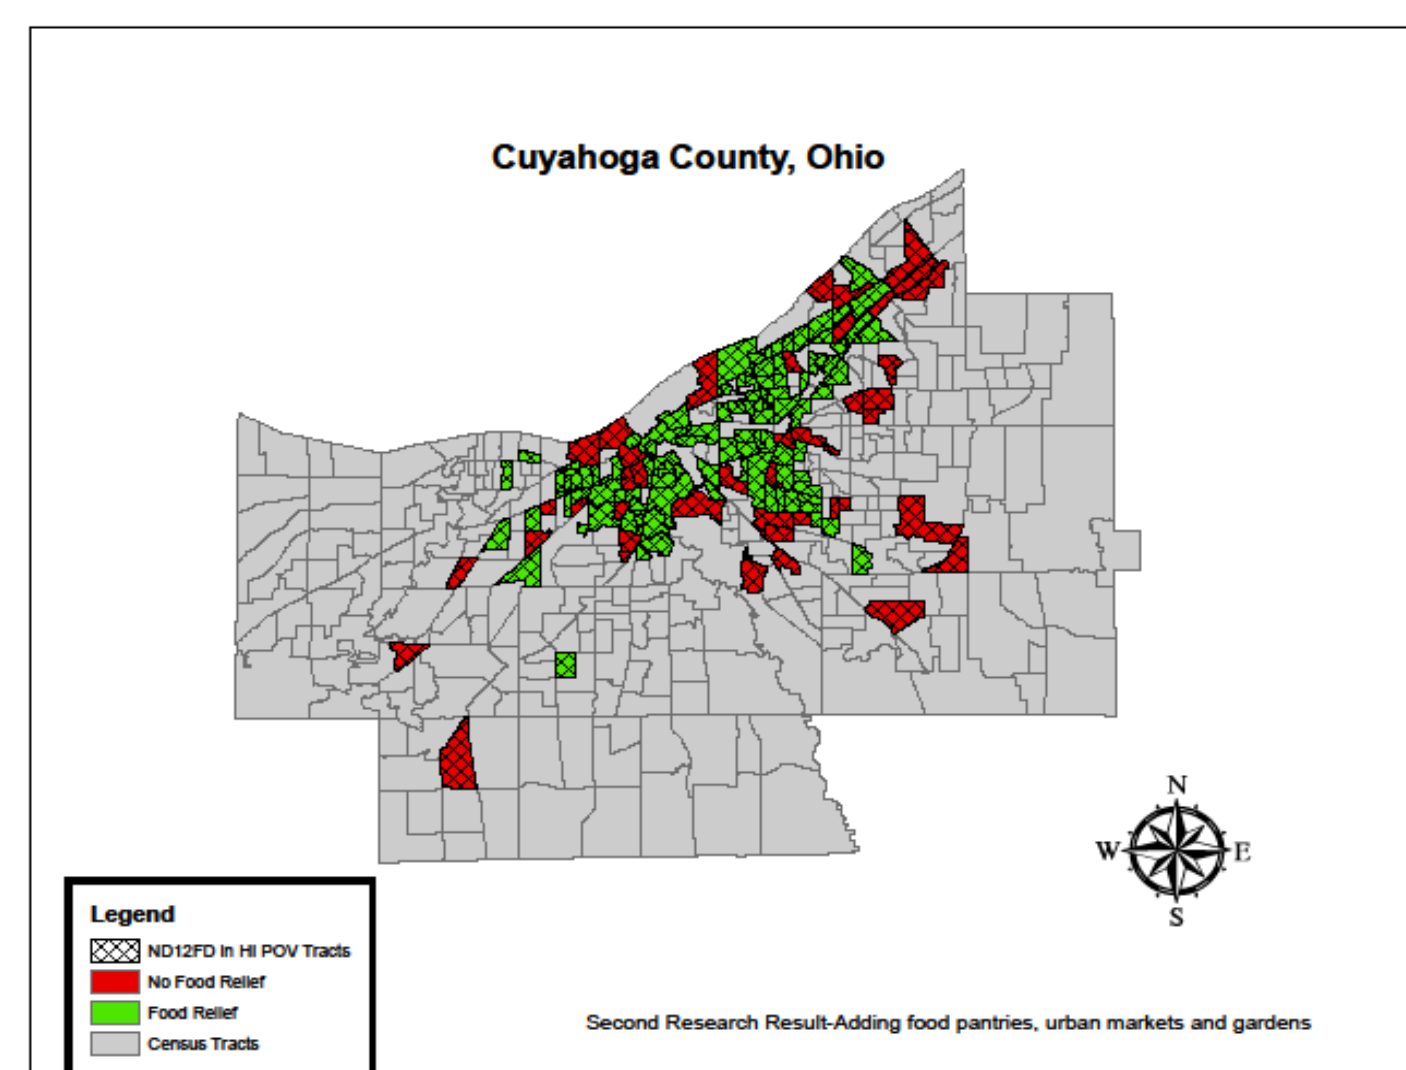 Cuyahoga County, Ohio
N
W
E
S
Legend
ND12FD in HI POV Tracts
No Food Relief
Food Relief
Census Tracts
Second Research Result-Adding food pantries, urban markets and gardens